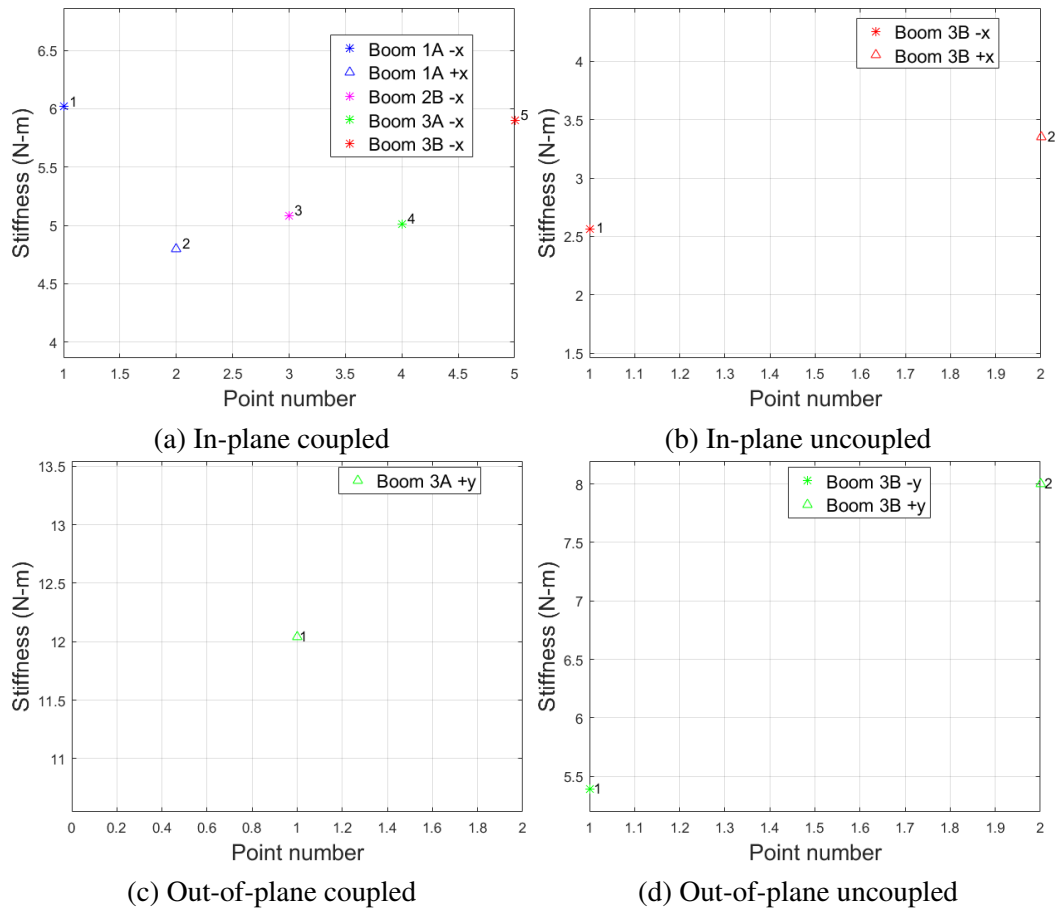 6.5
6
5.5
5
4.5
4
Stiffness (N-m)
Boom 1A -x
Boom 1A +x
Boom 2B -x
Boom 3A -x
Boom 3B -x
1
2
3
4
5
1 1.5 2 2.5 3 3.5 4 4.5 5
Point number
(a) In-plane coupled
4
3.5
3
2.5
2
1.5
Stiffness (N-m)
Boom 3B -x
Boom 3B +x
1
2
1 1.1 1.2 1.3 1.4 1.5 1.6 1.7 1.8 1.9 2
Point number
(b) In-plane uncoupled
13.5
13
12.5
12
11.5
11
Stiffness (N-m)
Boom 3A +y
1
0 0.2 0.4 0.6 0.8 1 1.2 1.4 1.6 1.8 2
Point number
(c) Out-of-plane coupled
8
7.5
7
6.5
6
5.5
Stiffness (N-m)
Boom 3B -y
Boom 3B +y
1
2
1 1.1 1.2 1.3 1.4 1.5 1.6 1.7 1.8 1.9 2
Point number
(d) Out-of-plane uncoupled